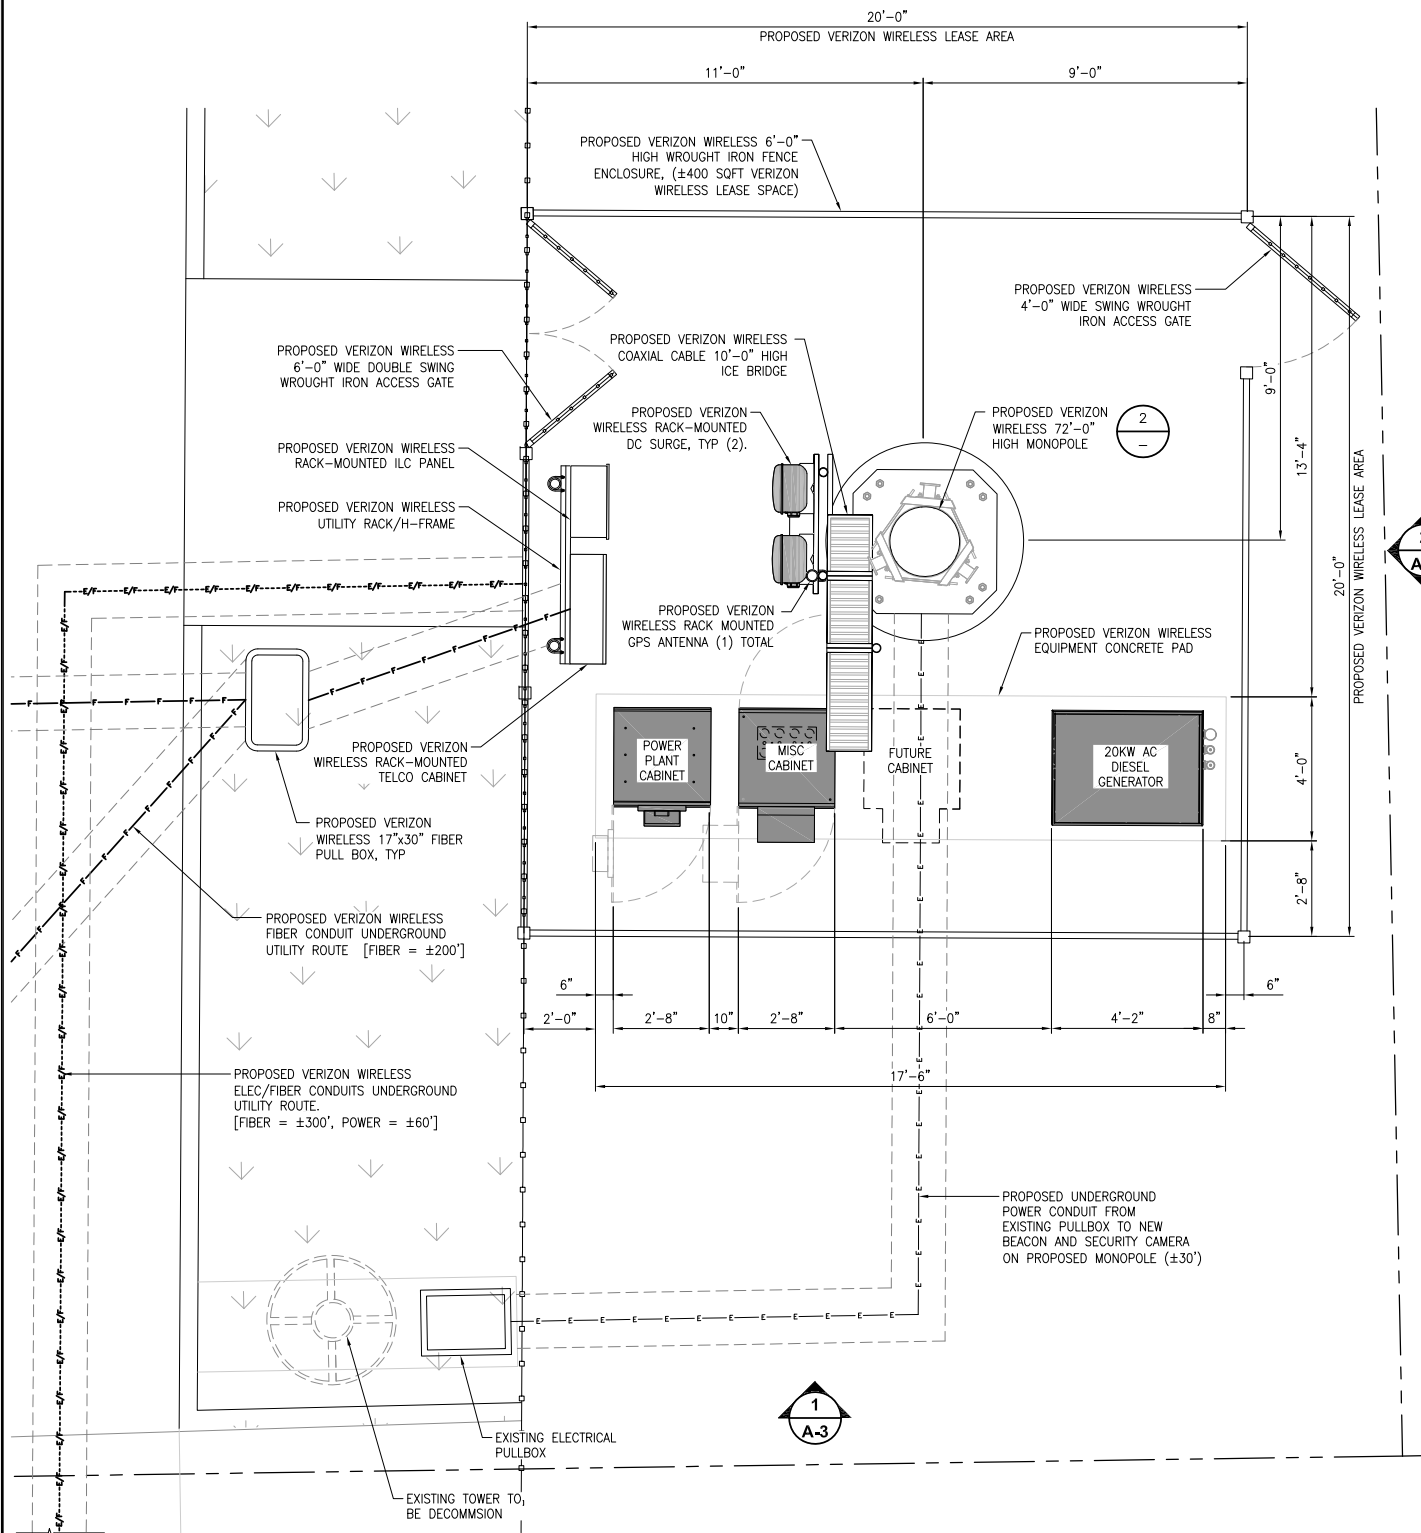 20'-0"
PROPOSED VERIZON WIRELESS LEASE AREA
11'-0"
9'-0"
PROPOSED VERIZON WIRELESS 6'-0"
HIGH WROUGHT IRON FENCE
ENCLOSURE, (±400 SQFT VERIZON
WIRELESS LEASE SPACE)
PROPOSED VERIZON WIRELESS
4'-0" WIDE SWING WROUGHT
IRON ACCESS GATE
PROPOSED VERIZON WIRELESS
6'-0" WIDE DOUBLE SWING
WROUGHT IRON ACCESS GATE
PROPOSED VERIZON WIRELESS
COAXIAL CABLE 10'-0" HIGH
ICE BRIDGE
9'-0"
13'-4"
20'-0"
PROPOSED VERIZON WIRELESS LEASE AREA
PROPOSED VERIZON
WIRELESS RACK-MOUNTED
DC SURGE, TYP (2).
PROPOSED VERIZON
WIRELESS 72'-0"
HIGH MONOPOLE
2
–
PROPOSED VERIZON WIRELESS
RACK-MOUNTED ILC PANEL
PROPOSED VERIZON WIRELESS
UTILITY RACK/H-FRAME
A
E/F E/F E/F E/F E/F E/F
PROPOSED VERIZON
WIRELESS RACK MOUNTED
GPS ANTENNA (1) TOTAL
PROPOSED VERIZON WIRELESS
EQUIPMENT CONCRETE PAD
PROPOSED VERIZON
WIRELESS RACK-MOUNTED
TELCO CABINET
POWER
PLANT
CABINET
MISC
CABINET
FUTURE
CABINET
20KW AC
DIESEL
GENERATOR
4'-0"
PROPOSED VERIZON
WIRELESS 17"x30" FIBER
PULL BOX, TYP
2'-8"
PROPOSED VERIZON WIRELESS
FIBER CONDUIT UNDERGROUND
UTILITY ROUTE [FIBER = ±200']
6"
6"
2'-0"
2'-8"
10"
2'-8"
6'-0"
4'-2"
8"
17'-6"
PROPOSED VERIZON WIRELESS
ELEC/FIBER CONDUITS UNDERGROUND
UTILITY ROUTE.
[FIBER = ±300', POWER = ±60']
PROPOSED UNDERGROUND
POWER CONDUIT FROM
EXISTING PULLBOX TO NEW
BEACON AND SECURITY CAMERA
ON PROPOSED MONOPOLE (±30')
E E E E E E E E E E E E
1
A-3
EXISTING ELECTRICAL
PULLBOX
EXISTING TOWER TO
BE DECOMMSION